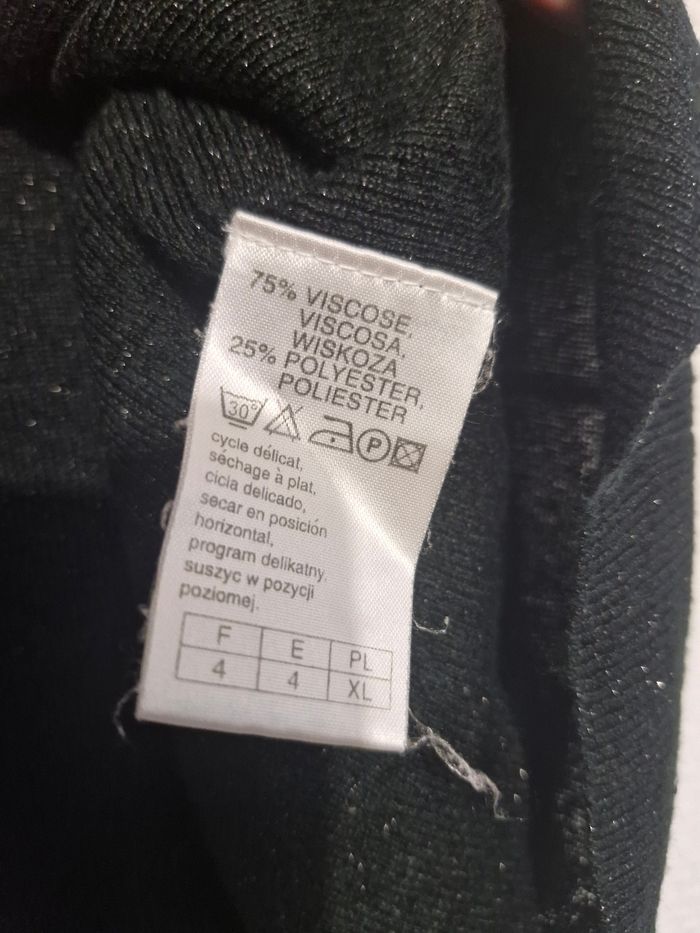 75% VISCOSE,
VISCOSA,
WISKOZA
25% POLYESTER,
POLIESTER
30° P
cycle délicat,
séchage à plat,
cicla delicado,
secar en posición
horizontal,
program delikatny.
suszyc w pozycji
poziomej.
F E PL
4 4 XL